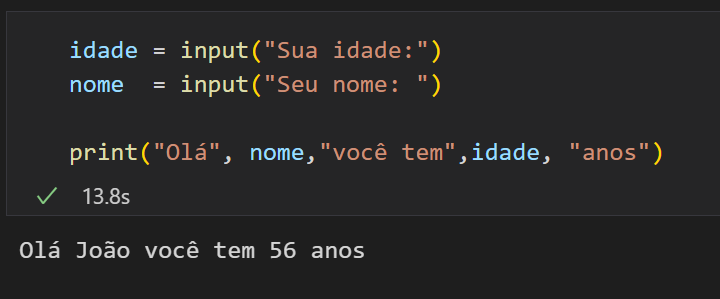 idade = input("Sua idade:")
nome  = input("Seu nome: ")
print("Olá", nome,"você tem",idade, "anos")
13.8s
Olá João você tem 56 anos